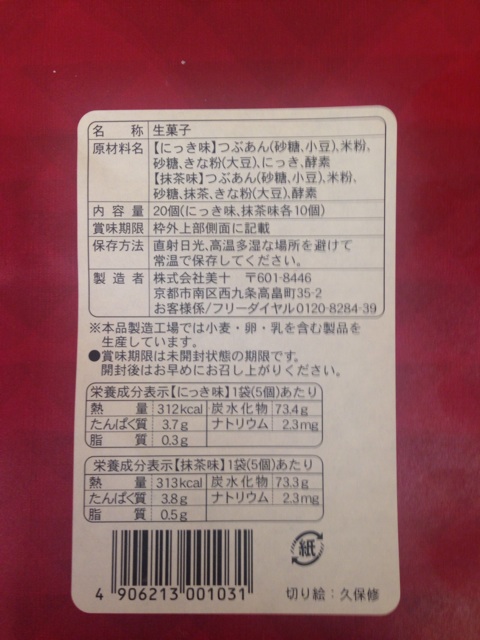 名 称 生菓子
原材料名 【にっき味】つぶあん(砂糖、小豆)、米粉、
砂糖、きな粉(大豆)、にっき、酵素
【抹茶味】つぶあん(砂糖、小豆)、米粉、
砂糖、抹茶、きな粉(大豆)、酵素
内 容 量 20個(にっき味、抹茶味各10個)
賞味期限 枠外上部側面に記載
保存方法 直射日光、高温多湿な場所を避けて
常温で保存してください。
製 造 者 株式会社美十 〒601-8446
京都市南区西九条高畠町35-2
お客様係/フリーダイヤル0120-8284-39
※本品製造工場では小麦・卵・乳を含む製品を
生産しています。
●賞味期限は未開封状態の期限です。
開封後はお早めにお召し上がりください。
栄養成分表示【にっき味】1袋(5個)あたり
熱 量 312kcal 炭水化物 73.4g
たんぱく質 3.7g ナトリウム 2.3mg
脂 質 0.3g
栄養成分表示【抹茶味】1袋(5個)あたり
熱 量 313kcal 炭水化物 73.3g
たんぱく質 3.8g ナトリウム 2.3mg
脂 質 0.5g
紙
4 906213 001031
切り絵：久保修